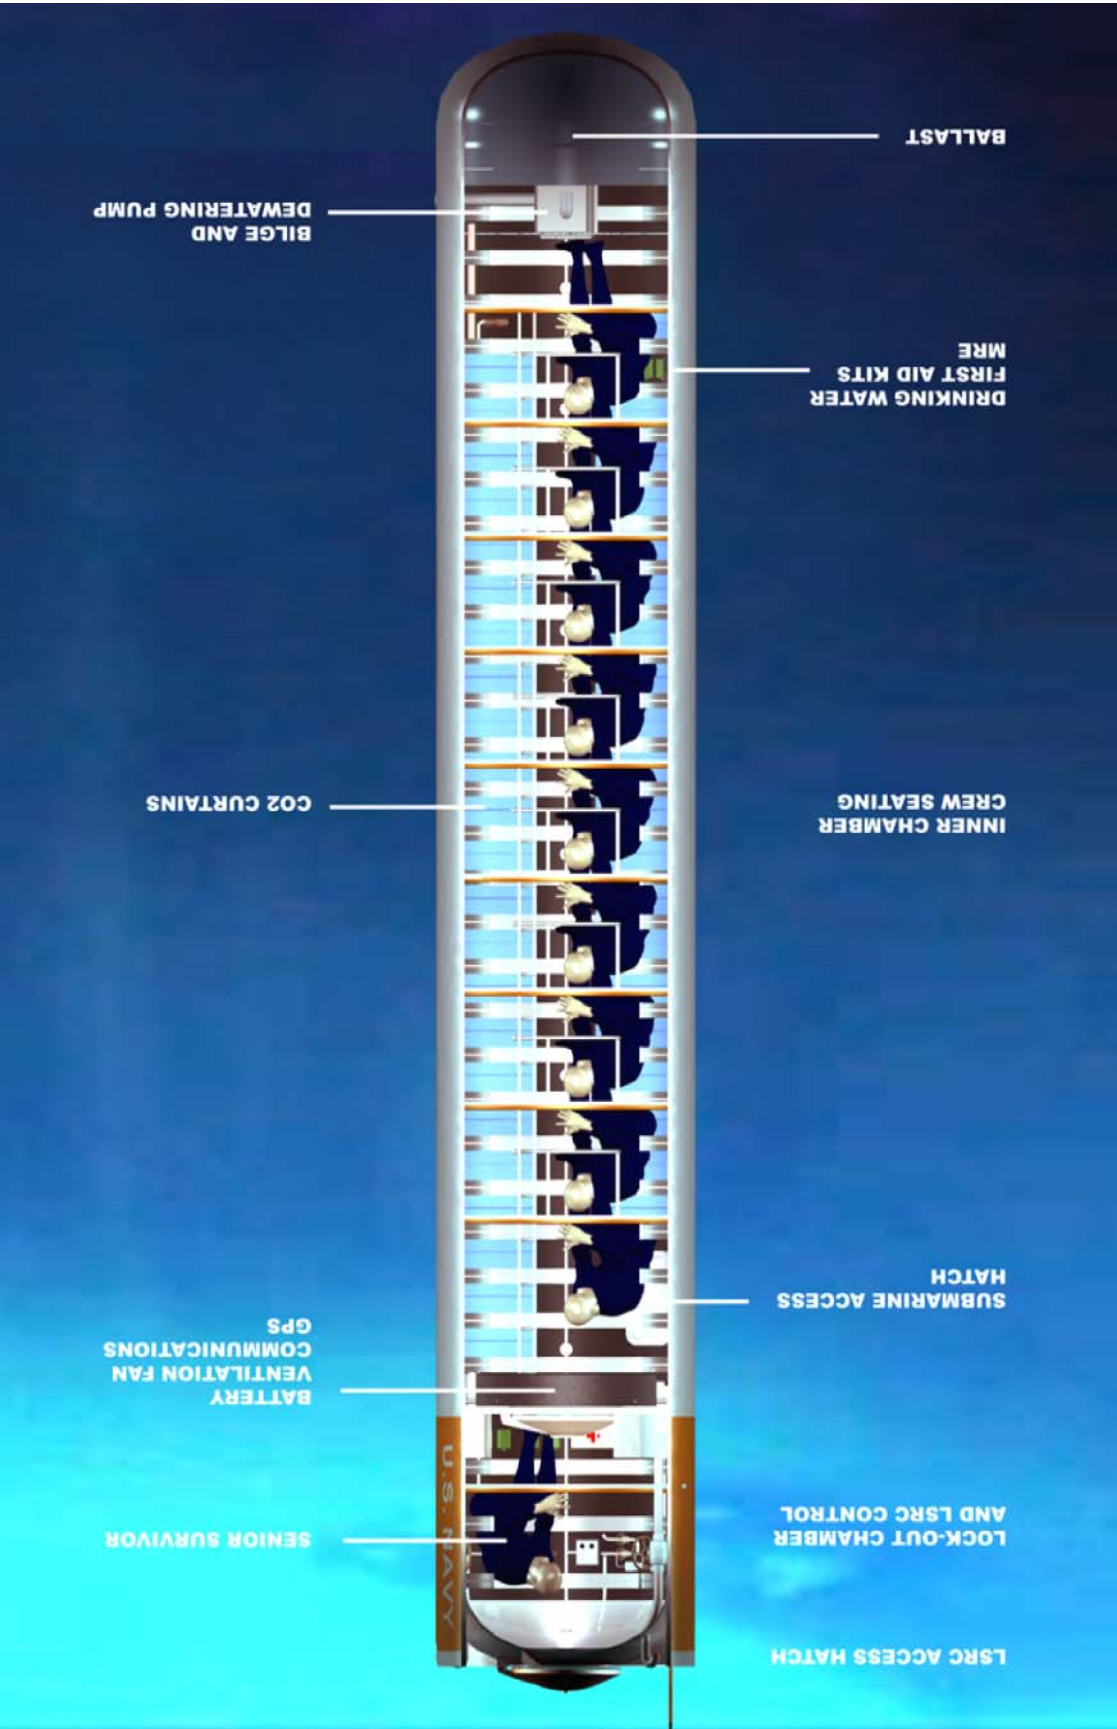 LSRC ACCESS HATCH
LOCK-OUT CHAMBER
AND LSRC CONTROL
U.S. NAVY
SENIOR SURVIVOR
BATTERY
VENTILATION FAN
COMMUNICATIONS
GPS
SUBMARINE ACCESS
HATCH
INNER CHAMBER
CREW SEATING
CO2 CURTAINS
DRINKING WATER
FIRST AID KITS
MRE
BILGE AND
DEWATERING PUMP
BALLAST